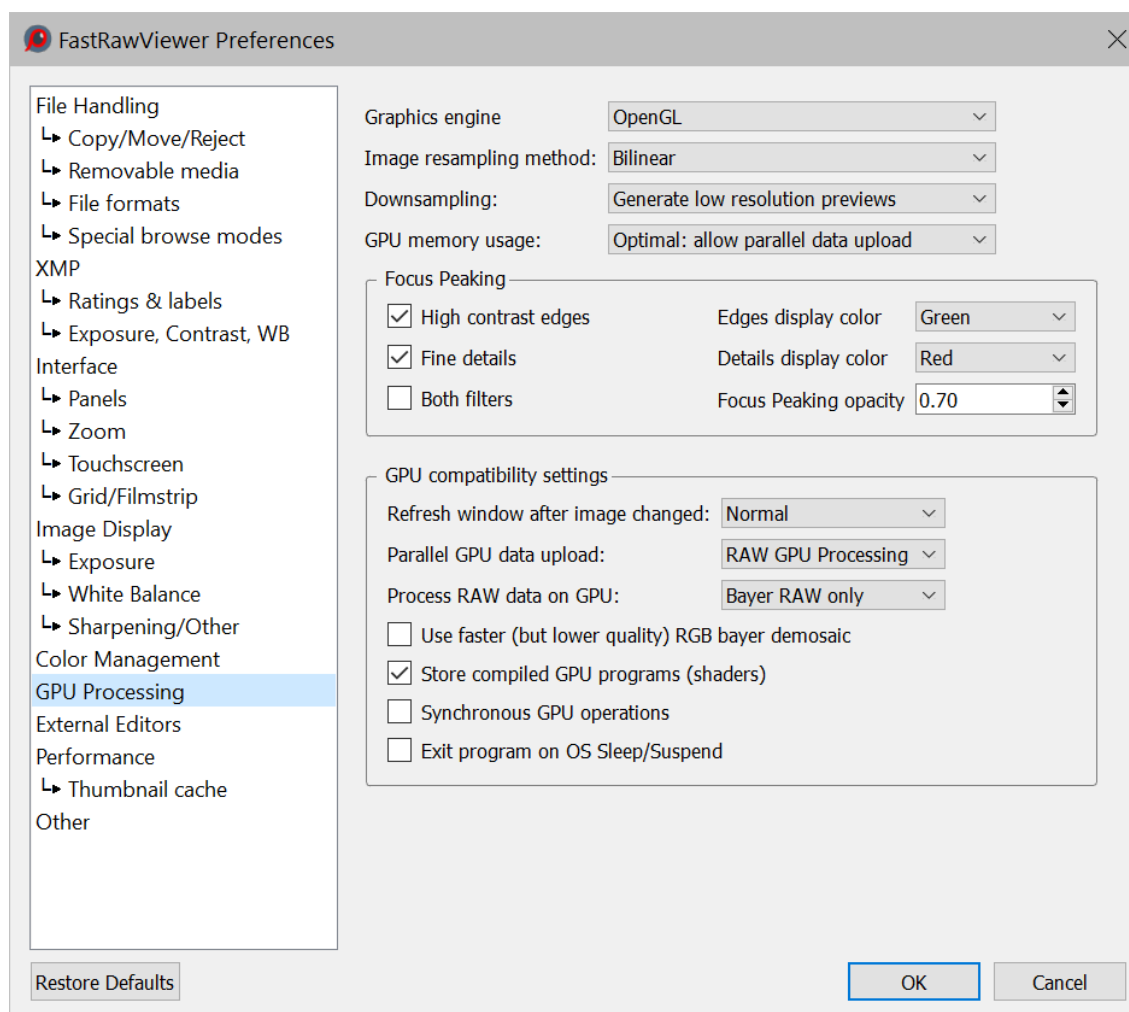 FastRawViewer Preferences
File Handling
Copy/Move/Reject
Removable media
File formats
Special browse modes
XMP
Ratings & labels
Exposure, Contrast, WB
Interface
Panels
Zoom
Touchscreen
Grid/Filmstrip
Image Display
Exposure
White Balance
Sharpening/Other
Color Management
GPU Processing
External Editors
Performance
Thumbnail cache
Other
Graphics engine OpenGL
Image resampling method: Bilinear
Downsampling: Generate low resolution previews
GPU memory usage: Optimal: allow parallel data upload
Focus Peaking
High contrast edges Edges display color Green
Fine details Details display color Red
Both filters Focus Peaking opacity 0.70
GPU compatibility settings
Refresh window after image changed: Normal
Parallel GPU data upload: RAW GPU Processing
Process RAW data on GPU: Bayer RAW only
Use faster (but lower quality) RGB bayer demosaic
Store compiled GPU programs (shaders)
Synchronous GPU operations
Exit program on OS Sleep/Suspend
Restore Defaults OK Cancel